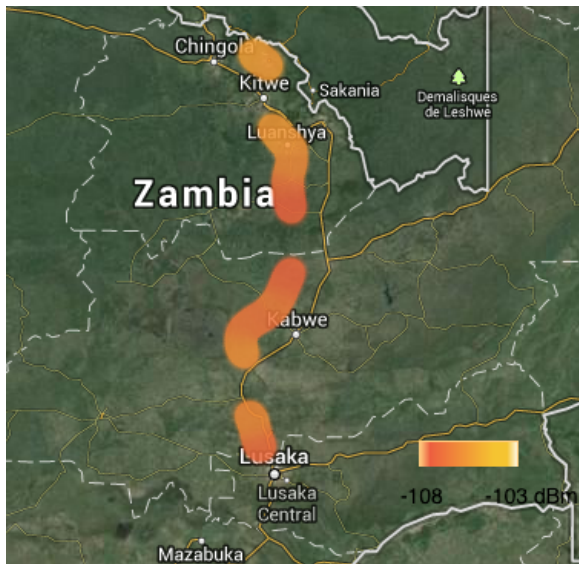 Chingola
Kitwe
Sakania
Demalisques
de Leshwe
Luanshya
Zambia
Kabwe
Lusaka
Lusaka
Central
-108
-103 dBm
Mazabuka